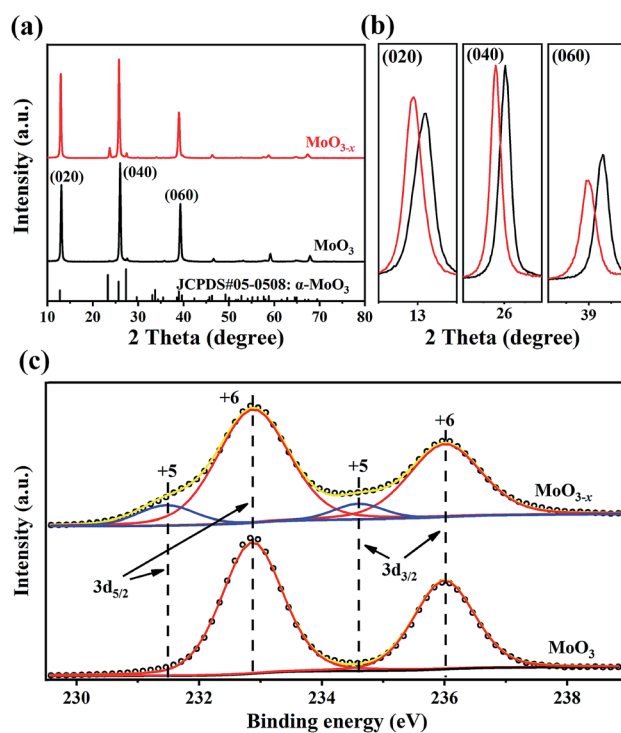 (a)
Intensity (a.u.)
MoO3-x
(020)
(040)
(060)
MoO3
JCPDS#05-0508: α-MoO3
10 20 30 40 50 60 70 80
2 Theta (degree)
(b)
Intensity (a.u.)
(020)
(040)
(060)
13
26
39
2 Theta (degree)
(c)
Intensity (a.u.)
+6
+5
+5
+6
MoO3-x
3d5/2
3d3/2
MoO3
230 232 234 236 238
Binding energy (eV)